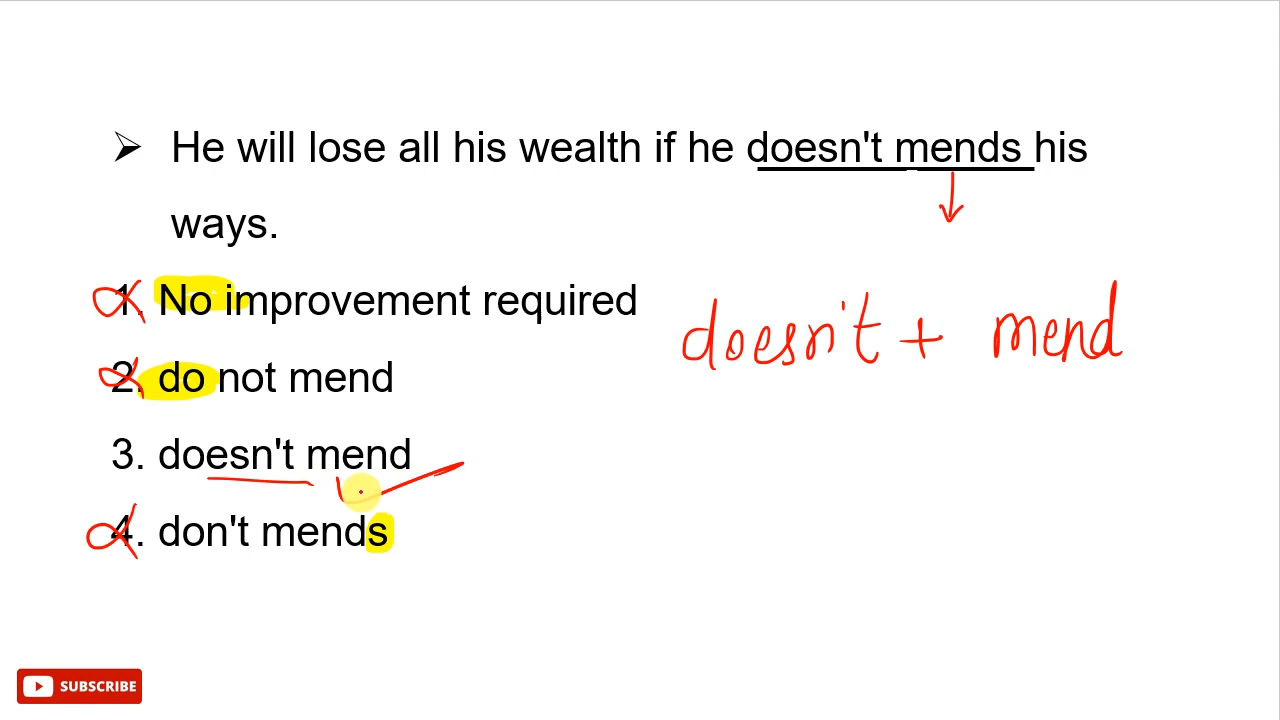 ➢ He will lose all his wealth if he doesn't mends his
ways.
1. No improvement required
doesn't + mend
2. do not mend
3. doesn't mend
4. don't mends
SUBSCRIBE